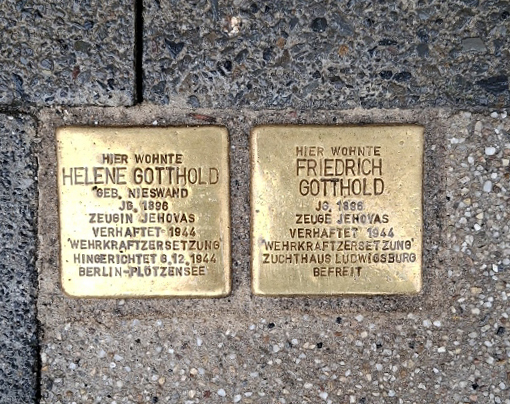 HIER WOHNTE
HELENE GOTTHOLD
GEB. NIESWAND
JG. 1896
ZEUGIN JEHOVAS
VERHAFTET 1944
'WEHRKRAFTZERSETZUNG'
HINGERICHTET 8.12.1944
BERLIN-PLÖTZENSEE
HIER WOHNTE
FRIEDRICH
GOTTHOLD
JG. 1896
ZEUGE JEHOVAS
VERHAFTET 1944
'WEHRKRAFTZERSETZUNG'
ZUCHTHAUS LUDWIGSBURG
BEFREIT